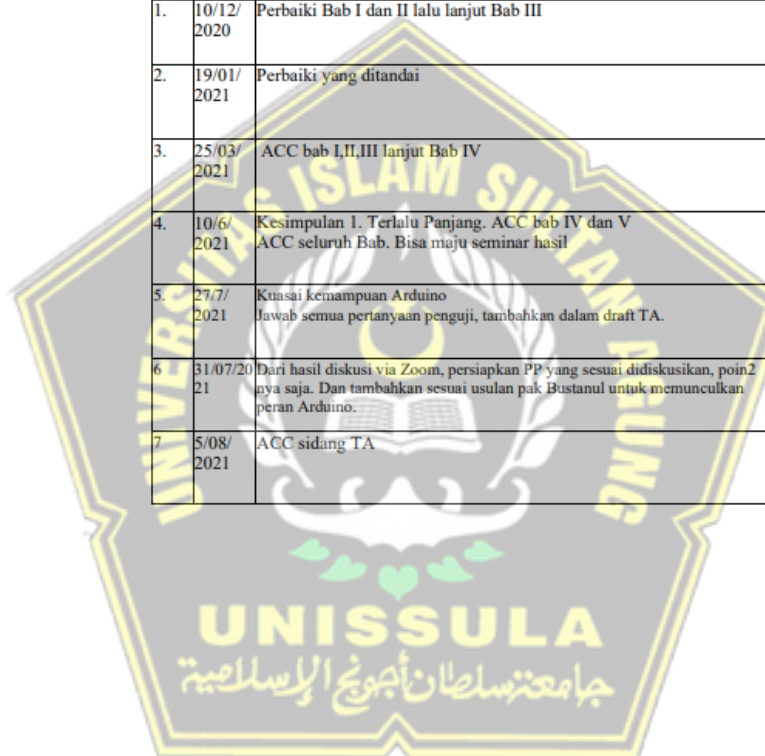 1. 10/12/ Perbaiki Bab I dan II lalu lanjut Bab III
2020
2. 19/01/ Perbaiki yang ditandai
2021
3. 25/03/ ACC bab I,II,III lanjut Bab IV
2021
4. 10/6/ Kesimpulan 1. Terlalu Panjang. ACC bab IV dan V
2021 ACC seluruh Bab. Bisa maju seminar hasil
5. 27/7/ Kuasai kemampuan Arduino
2021 Jawab semua pertanyaan penguji, tambahkan dalam draft TA.
6 31/07/20 Dari hasil diskusi via Zoom, persiapkan PP yang sesuai didiskusikan, poin2
21 nya saja. Dan tambahkan sesuai usulan pak Bustanul untuk memunculkan
peran Arduino.
7 5/08/ ACC sidang TA
2021
UNIVERSITAS ISLAM SULTAN AGUNG
UNISSULA
جامعة سلطان أجونج الإسلامية